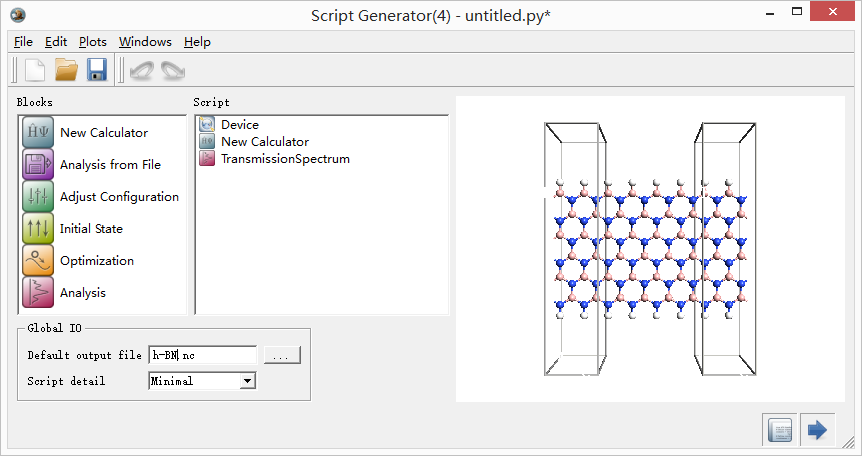 Script Generator(4) - untitled.py*
File Edit Plots Windows Help
Blocks
Script
New Calculator
Analysis from File
Adjust Configuration
Initial State
Optimization
Analysis
Device
New Calculator
TransmissionSpectrum
Global IO
Default output file h-BN.nc ...
Script detail Minimal